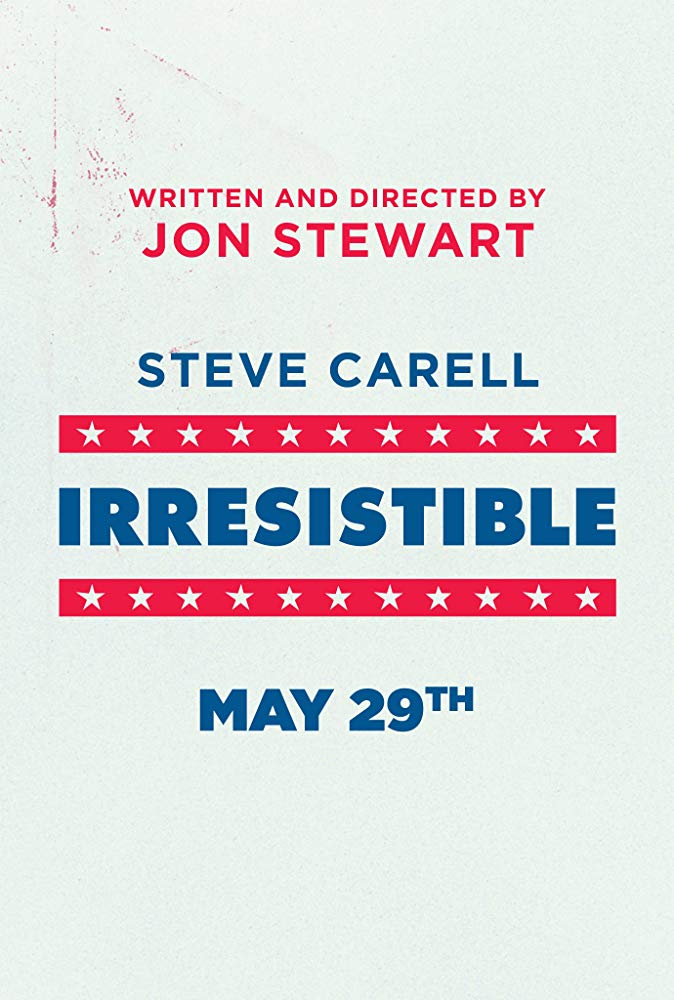 WRITTEN AND DIRECTED BY
JON STEWART
STEVE CARELL
IRRESISTIBLE
MAY 29TH